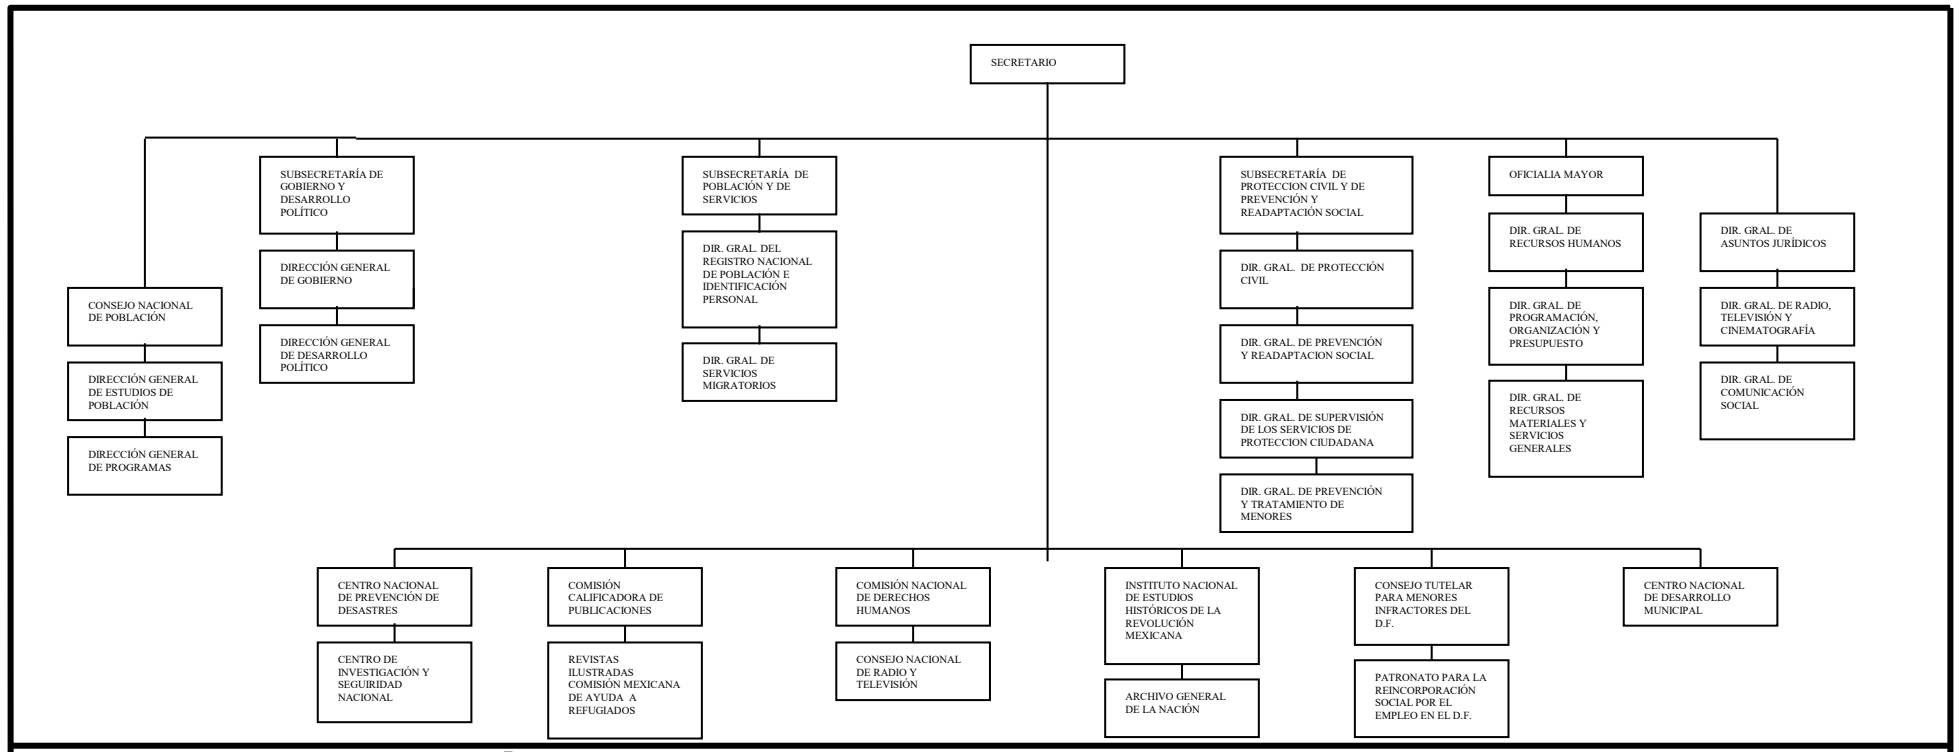 SECRETARIO
SUBSECRETARÍA DE
GOBIERNO Y
DESARROLLO
POLÍTICO
SUBSECRETARÍA DE
POBLACIÓN Y DE
SERVICIOS
SUBSECRETARÍA DE
PROTECCION CIVIL Y DE
PREVENCIÓN Y
READAPTACIÓN SOCIAL
OFICIALIA MAYOR
CONSEJO NACIONAL
DE POBLACIÓN
DIRECCIÓN GENERAL
DE ESTUDIOS DE
POBLACIÓN
DIRECCIÓN GENERAL
DE PROGRAMAS
DIRECCIÓN GENERAL
DE GOBIERNO
DIRECCIÓN GENERAL
DE DESARROLLO
POLÍTICO
DIR. GRAL. DEL
REGISTRO NACIONAL
DE POBLACIÓN E
IDENTIFICACIÓN
PERSONAL
DIR. GRAL. DE
SERVICIOS
MIGRATORIOS
DIR. GRAL. DE PROTECCIÓN
CIVIL
DIR. GRAL. DE PREVENCIÓN
Y READAPTACION SOCIAL
DIR. GRAL. DE SUPERVISIÓN
DE LOS SERVICIOS DE
PROTECCION CIUDADANA
DIR. GRAL. DE PREVENCIÓN
Y TRATAMIENTO DE
MENORES
DIR. GRAL. DE
RECURSOS HUMANOS
DIR. GRAL. DE
PROGRAMACIÓN,
ORGANIZACIÓN Y
PRESUPUESTO
DIR. GRAL. DE
RECURSOS
MATERIALES Y
SERVICIOS
GENERALES
DIR. GRAL. DE
ASUNTOS JURÍDICOS
DIR. GRAL. DE RADIO,
TELEVISIÓN Y
CINEMATOGRAFÍA
DIR. GRAL. DE
COMUNICACIÓN
SOCIAL
CENTRO NACIONAL
DE PREVENCIÓN DE
DESASTRES
CENTRO DE
INVESTIGACIÓN Y
SEGUIRIDAD
NACIONAL
COMISIÓN
CALIFICADORA DE
PUBLICACIONES
REVISTAS
ILUSTRADAS
COMISIÓN MEXICANA
DE AYUDA A
REFUGIADOS
COMISIÓN NACIONAL
DE DERECHOS
HUMANOS
CONSEJO NACIONAL
DE RADIO Y
TELEVISIÓN
INSTITUTO NACIONAL
DE ESTUDIOS
HISTÓRICOS DE LA
REVOLUCIÓN
MEXICANA
ARCHIVO GENERAL
DE LA NACIÓN
CONSEJO TUTELAR
PARA MENORES
INFRACTORES DEL
D.F.
PATRONATO PARA LA
REINCORPORACIÓN
SOCIAL POR EL
EMPLEO EN EL D.F.
CENTRO NACIONAL
DE DESARROLLO
MUNICIPAL